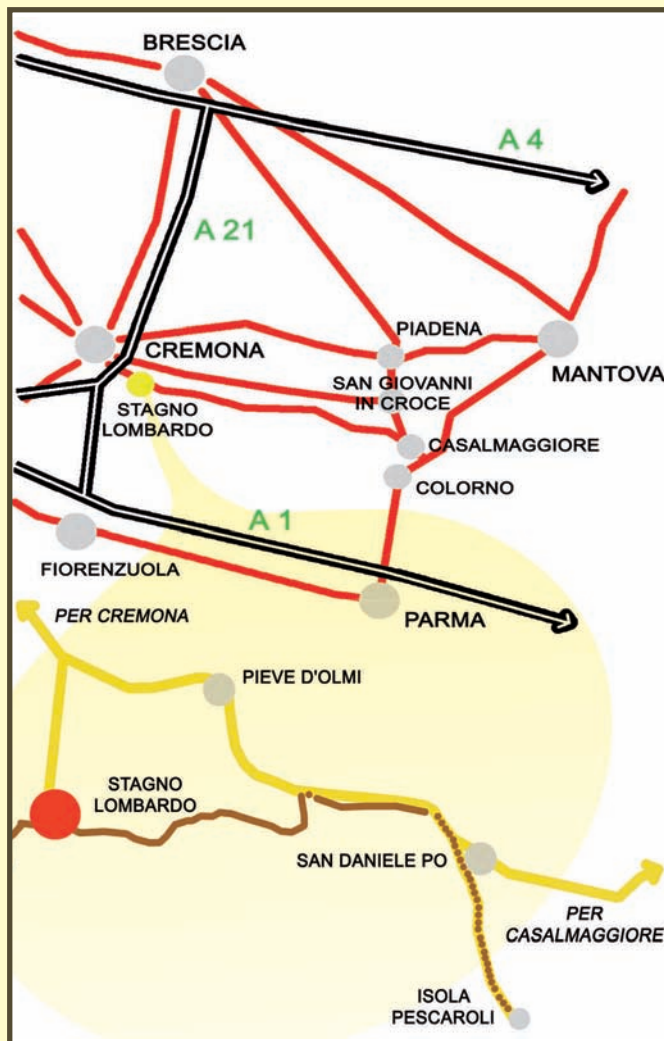 BRESCIA
A 4
A 21
CREMONA
PIADENA
MANTOVA
SAN GIOVANNI
IN CROCE
STAGNO
LOMBARDO
CASALMAGGIORE
COLORNO
A 1
FIORENZUOLA
PARMA
PER CREMONA
PIEVE D'OLMI
STAGNO
LOMBARDO
SAN DANIELE PO
PER
CASALMAGGIORE
ISOLA
PESCAROLI